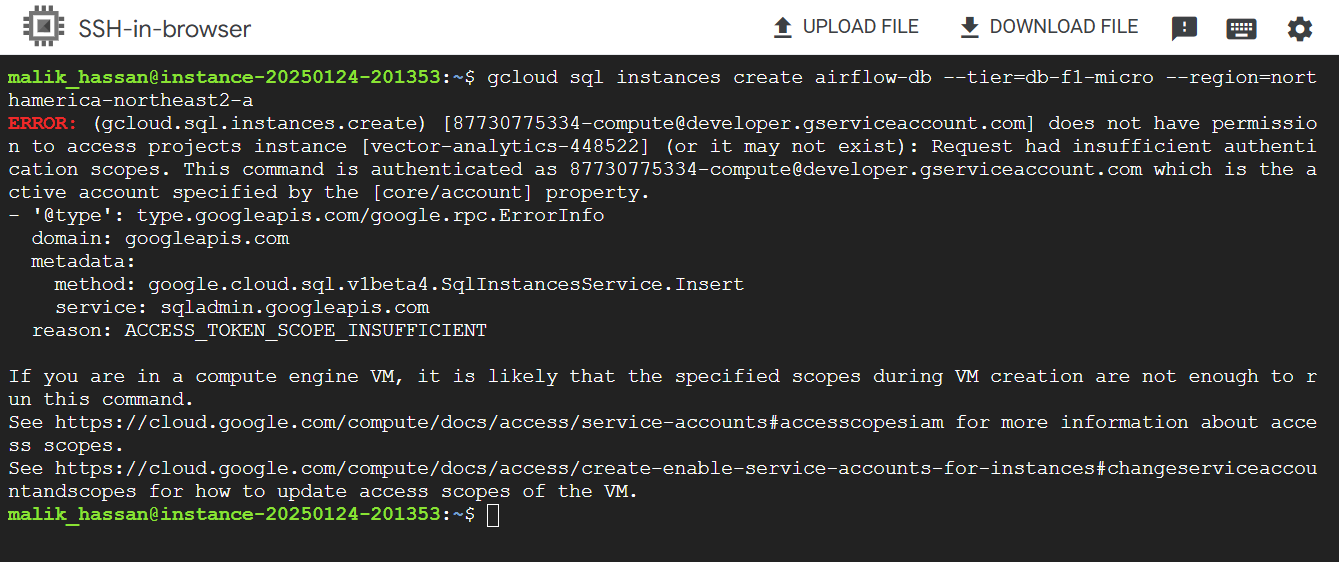 SSH-in-browser
UPLOAD FILE
DOWNLOAD FILE
malik_hassan@instance-20250124-201353:~$ gcloud sql instances create airflow-db --tier=db-f1-micro --region=nort
hamerica-northeast2-a
ERROR: (gcloud.sql.instances.create) [87730775334-compute@developer.gserviceaccount.com] does not have permissio
n to access projects instance [vector-analytics-448522] (or it may not exist): Request had insufficient authenti
cation scopes. This command is authenticated as 87730775334-compute@developer.gserviceaccount.com which is the a
ctive account specified by the [core/account] property.
- '@type': type.googleapis.com/google.rpc.ErrorInfo
  domain: googleapis.com
  metadata:
    method: google.cloud.sql.v1beta4.SqlInstancesService.Insert
    service: sqladmin.googleapis.com
  reason: ACCESS_TOKEN_SCOPE_INSUFFICIENT

If you are in a compute engine VM, it is likely that the specified scopes during VM creation are not enough to r
un this command.
See https://cloud.google.com/compute/docs/access/service-accounts#accesscopesiam for more information about acce
ss scopes.
See https://cloud.google.com/compute/docs/access/create-enable-service-accounts-for-instances#changeserviceaccou
ntandscopes for how to update access scopes of the VM.
malik_hassan@instance-20250124-201353:~$